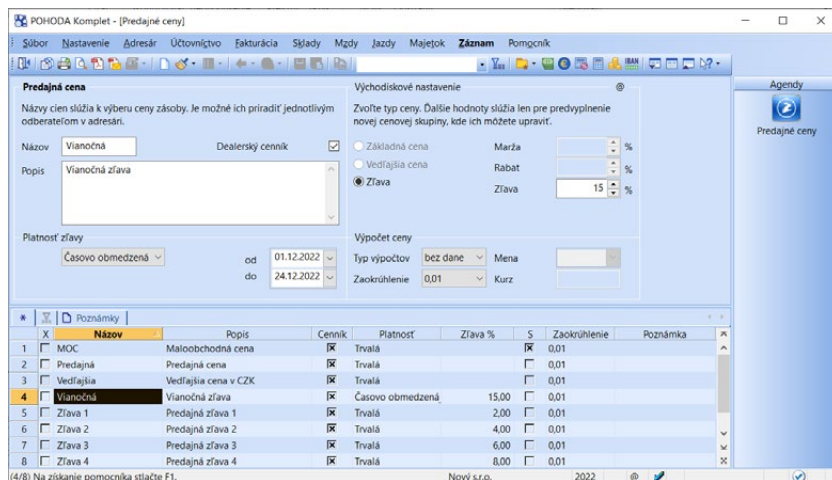 POHODA Komplet - [Predajné ceny]
Súbor Nastavenie Adresár Účtovníctvo Fakturácia Sklady Mzdy Jazdy Majetok Záznam Pomocník
IBAN
Predajná cena
Názvy cien slúžia k výberu ceny zásoby. Je možné ich priradiť jednotlivým
odberateľom v adresári.
Názov Vianočná Dealerský cenník
Popis Vianočná zľava
Platnosť zľavy
Časovo obmedzená od 01.12.2022
do 24.12.2022
Východiskové nastavenie @
Zvoľte typ ceny. Ďalšie hodnoty slúžia len pre predvyplnenie
novej cenovej skupiny, kde ich môžete upraviť.
Základná cena Marža %
Vedľajšia cena Rabat %
Zľava Zľava 15 %
Výpočet ceny
Typ výpočtov bez dane Mena
Zaokrúhlenie 0,01 Kurz
Agendy
Predajné ceny
Poznámky
X Názov Popis Cenník Platnosť Zľava % S Zaokrúhlenie Poznámka
1 MOC Maloobchodná cena Trvalá 0,01
2 Predajná Predajná cena Trvalá 0,01
3 Vedľajšia Vedľajšia cena v CZK Trvalá 0,01
4 Vianočná Vianočná zľava Časovo obmedzená 15,00 0,01
5 Zľava 1 Predajná zľava 1 Trvalá 2,00 0,01
6 Zľava 2 Predajná zľava 2 Trvalá 4,00 0,01
7 Zľava 3 Predajná zľava 3 Trvalá 6,00 0,01
8 Zľava 4 Predajná zľava 4 Trvalá 8,00 0,01
(4/8) Na získanie pomocníka stlačte F1. Nový s.r.o. 2022 @